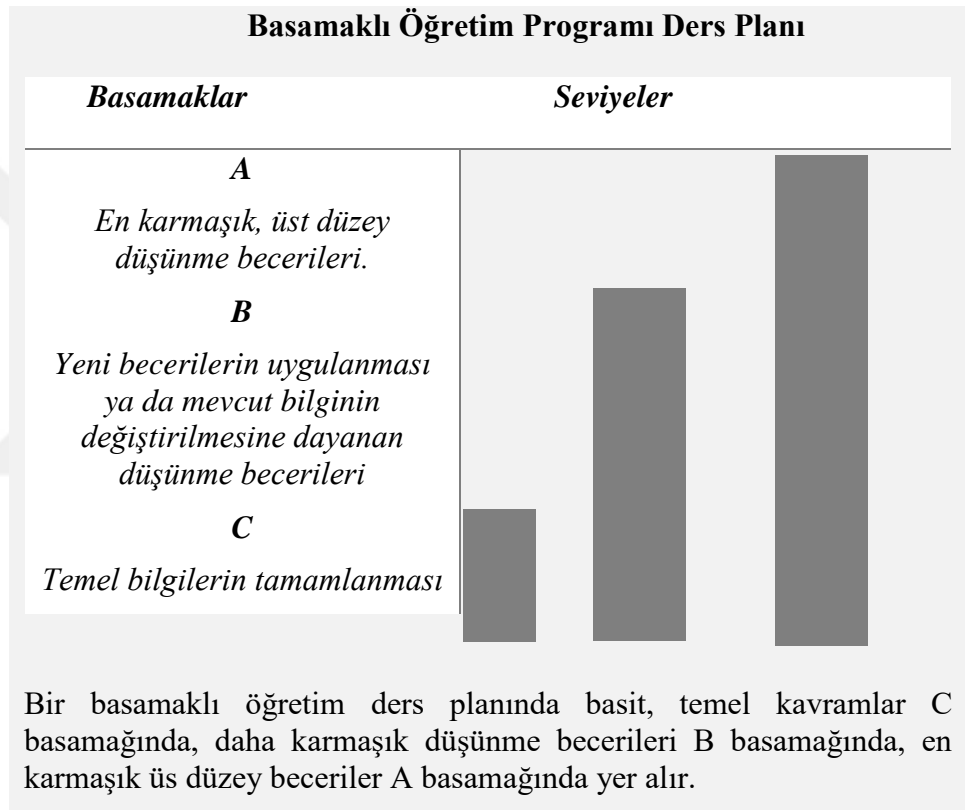 Basamaklı Öğretim Programı Ders Planı
Basamaklar Seviyeler
A
En karmaşık, üst düzey
düşünme becerileri.
B
Yeni becerilerin uygulanması
ya da mevcut bilginin
değiştirilmesine dayanan
düşünme becerileri
C
Temel bilgilerin tamamlanması
Bir basamaklı öğretim ders planında basit, temel kavramlar C
basamağında, daha karmaşık düşünme becerileri B basamağında, en
karmaşık üs düzey beceriler A basamağında yer alır.